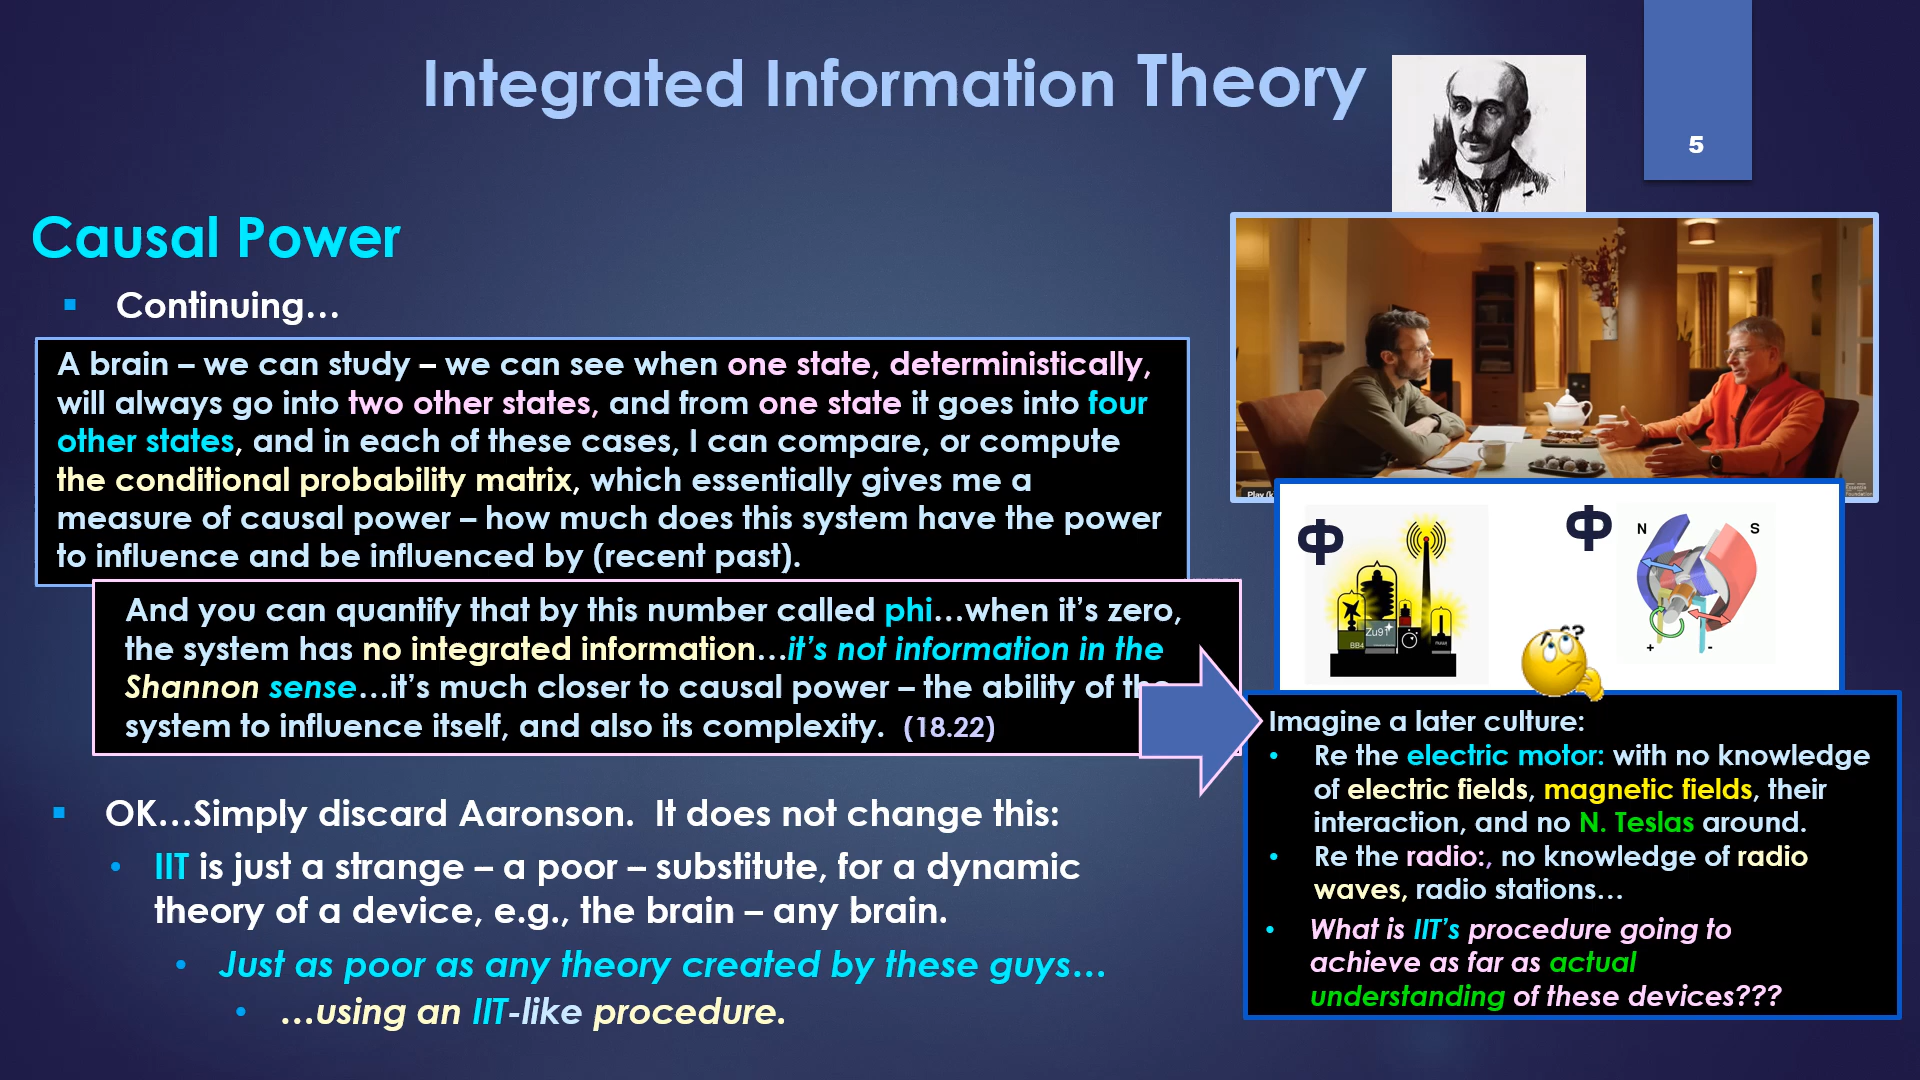 Integrated Information Theory
5
Causal Power
Continuing…
A brain – we can study – we can see when one state, deterministically,
will always go into two other states, and from one state it goes into four
other states, and in each of these cases, I can compare, or compute
the conditional probability matrix, which essentially gives me a
measure of causal power – how much does this system have the power
to influence and be influenced by (recent past).
And you can quantify that by this number called phi…when it’s zero,
the system has no integrated information…it’s not information in the
Shannon sense…it’s much closer to causal power – the ability of the
system to influence itself, and also its complexity. (18.22)
OK…Simply discard Aaronson. It does not change this:
IIT is just a strange – a poor – substitute, for a dynamic
theory of a device, e.g., the brain – any brain.
Just as poor as any theory created by these guys…
…using an IIT-like procedure.
Play (k
Essentia
Foundation
Φ
BB4
Zu91
Φ
N
S
+
-
??
Imagine a later culture:
Re the electric motor: with no knowledge
of electric fields, magnetic fields, their
interaction, and no N. Teslas around.
Re the radio:, no knowledge of radio
waves, radio stations…
What is IIT’s procedure going to
achieve as far as actual
understanding of these devices???